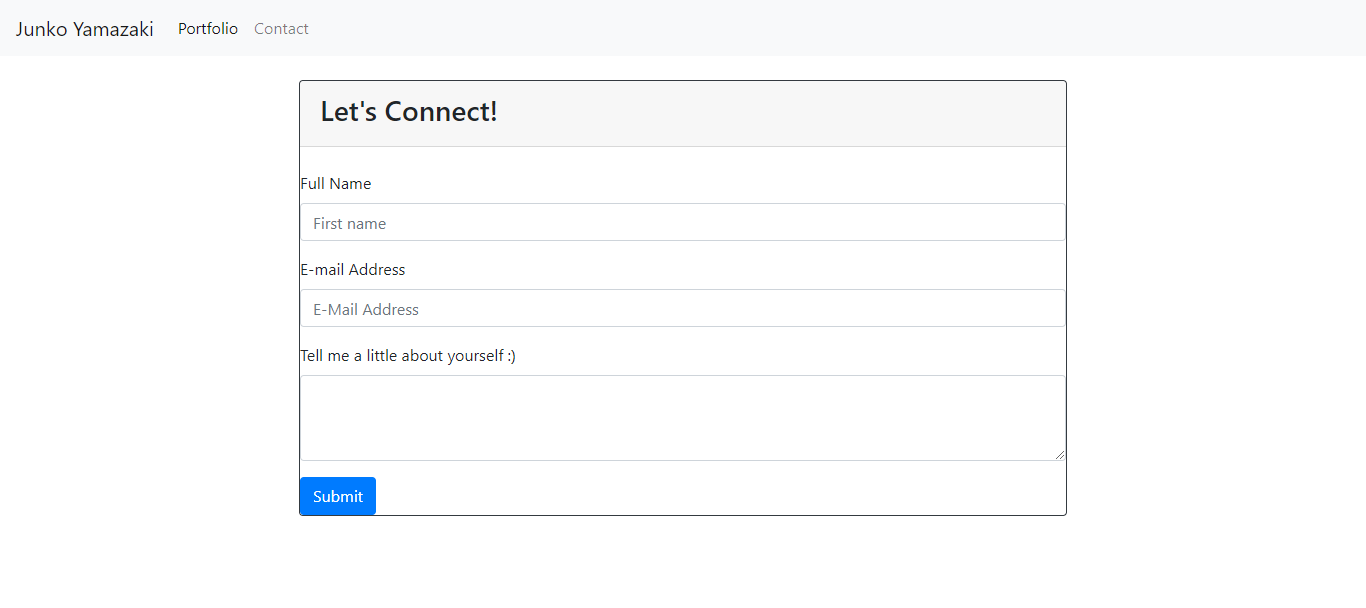 Junko Yamazaki Portfolio Contact
Let's Connect!
Full Name
First name
E-mail Address
E-Mail Address
Tell me a little about yourself :)
Submit